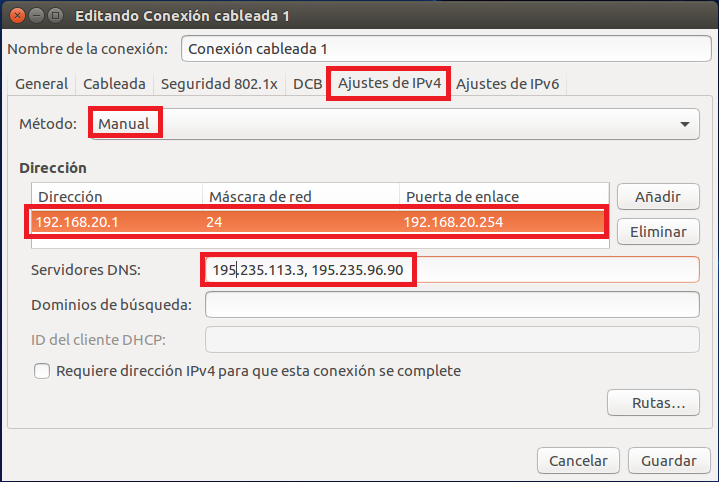 Editando Conexión cableada 1
Nombre de la conexión: Conexión cableada 1
General Cableada Seguridad 802.1x DCB Ajustes de IPv4 Ajustes de IPv6
Método: Manual
Dirección
Dirección Máscara de red Puerta de enlace Añadir
192.168.20.1 24 192.168.20.254 Eliminar
Servidores DNS: 195.235.113.3, 195.235.96.90
Dominios de búsqueda:
ID del cliente DHCP:
Requiere dirección IPv4 para que esta conexión se complete
Rutas...
Cancelar Guardar